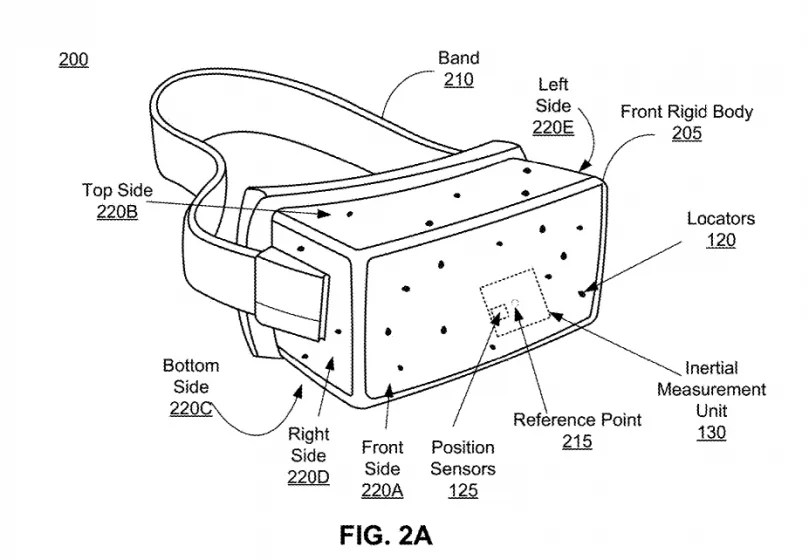 200
Band
210
Left
Side
220E
Front Rigid Body
205
Top Side
220B
Locators
120
Bottom
Side
220C
Right
Side
220D
Front
Side
220A
Position
Sensors
125
Reference Point
215
Inertial
Measurement
Unit
130
FIG. 2A